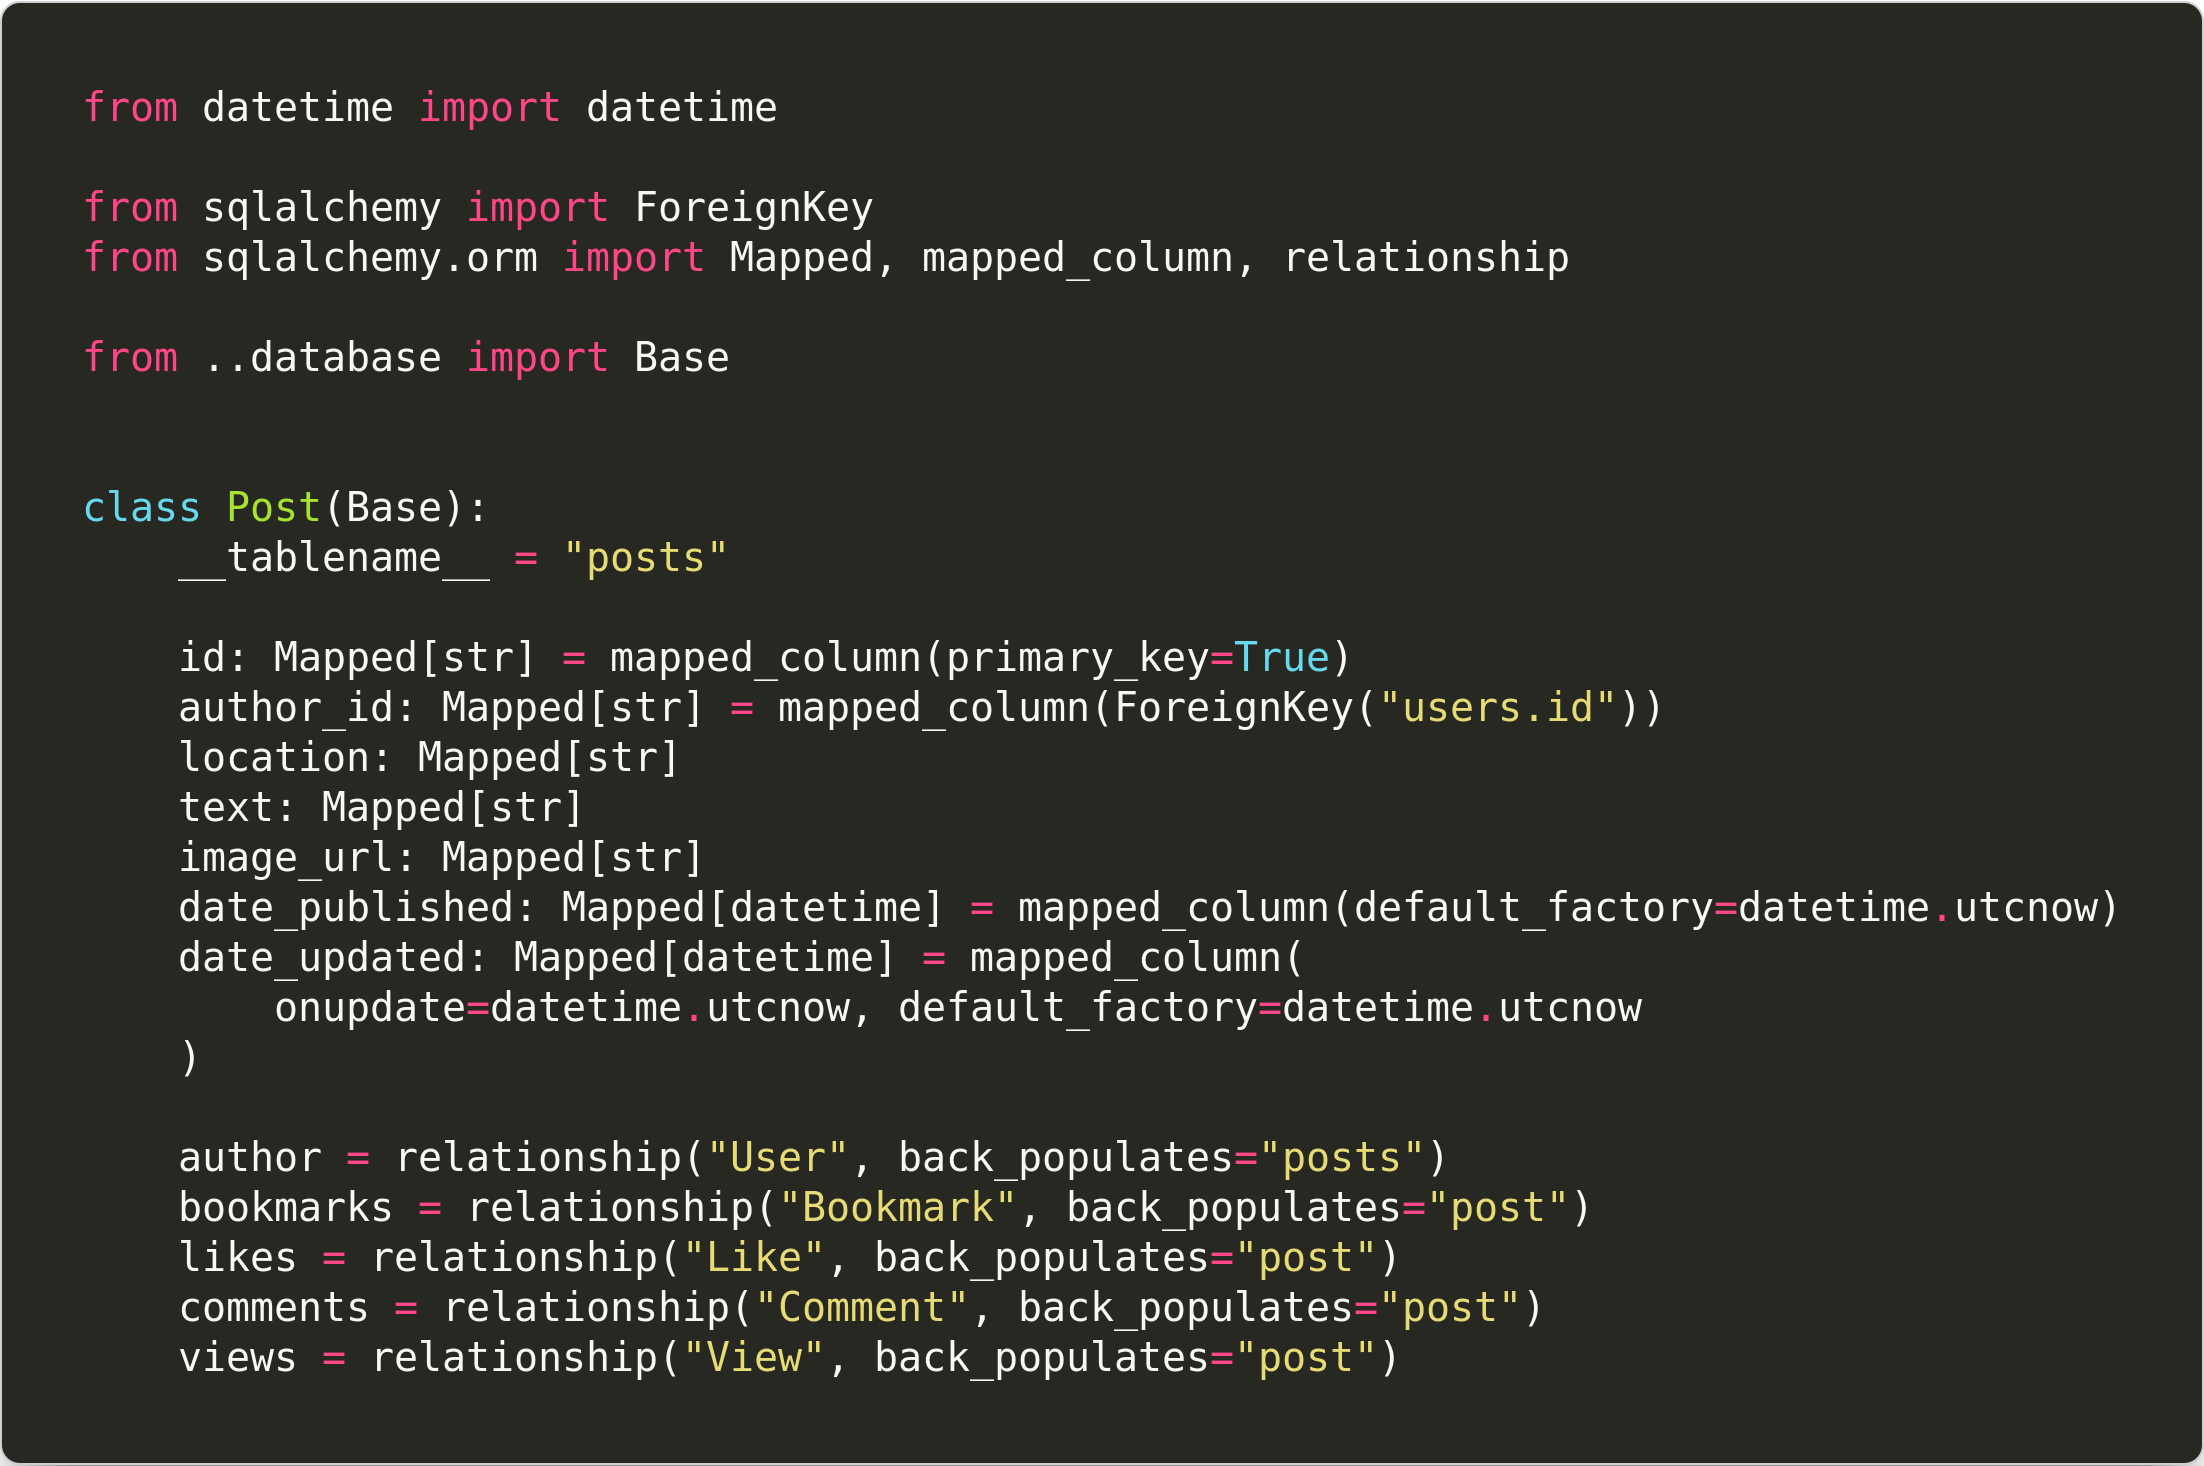 from datetime import datetime

from sqlalchemy import ForeignKey
from sqlalchemy.orm import Mapped, mapped_column, relationship

from ..database import Base


class Post(Base):
    __tablename__ = "posts"

    id: Mapped[str] = mapped_column(primary_key=True)
    author_id: Mapped[str] = mapped_column(ForeignKey("users.id"))
    location: Mapped[str]
    text: Mapped[str]
    image_url: Mapped[str]
    date_published: Mapped[datetime] = mapped_column(default_factory=datetime.utcnow)
    date_updated: Mapped[datetime] = mapped_column(
        onupdate=datetime.utcnow, default_factory=datetime.utcnow
    )

    author = relationship("User", back_populates="posts")
    bookmarks = relationship("Bookmark", back_populates="post")
    likes = relationship("Like", back_populates="post")
    comments = relationship("Comment", back_populates="post")
    views = relationship("View", back_populates="post")